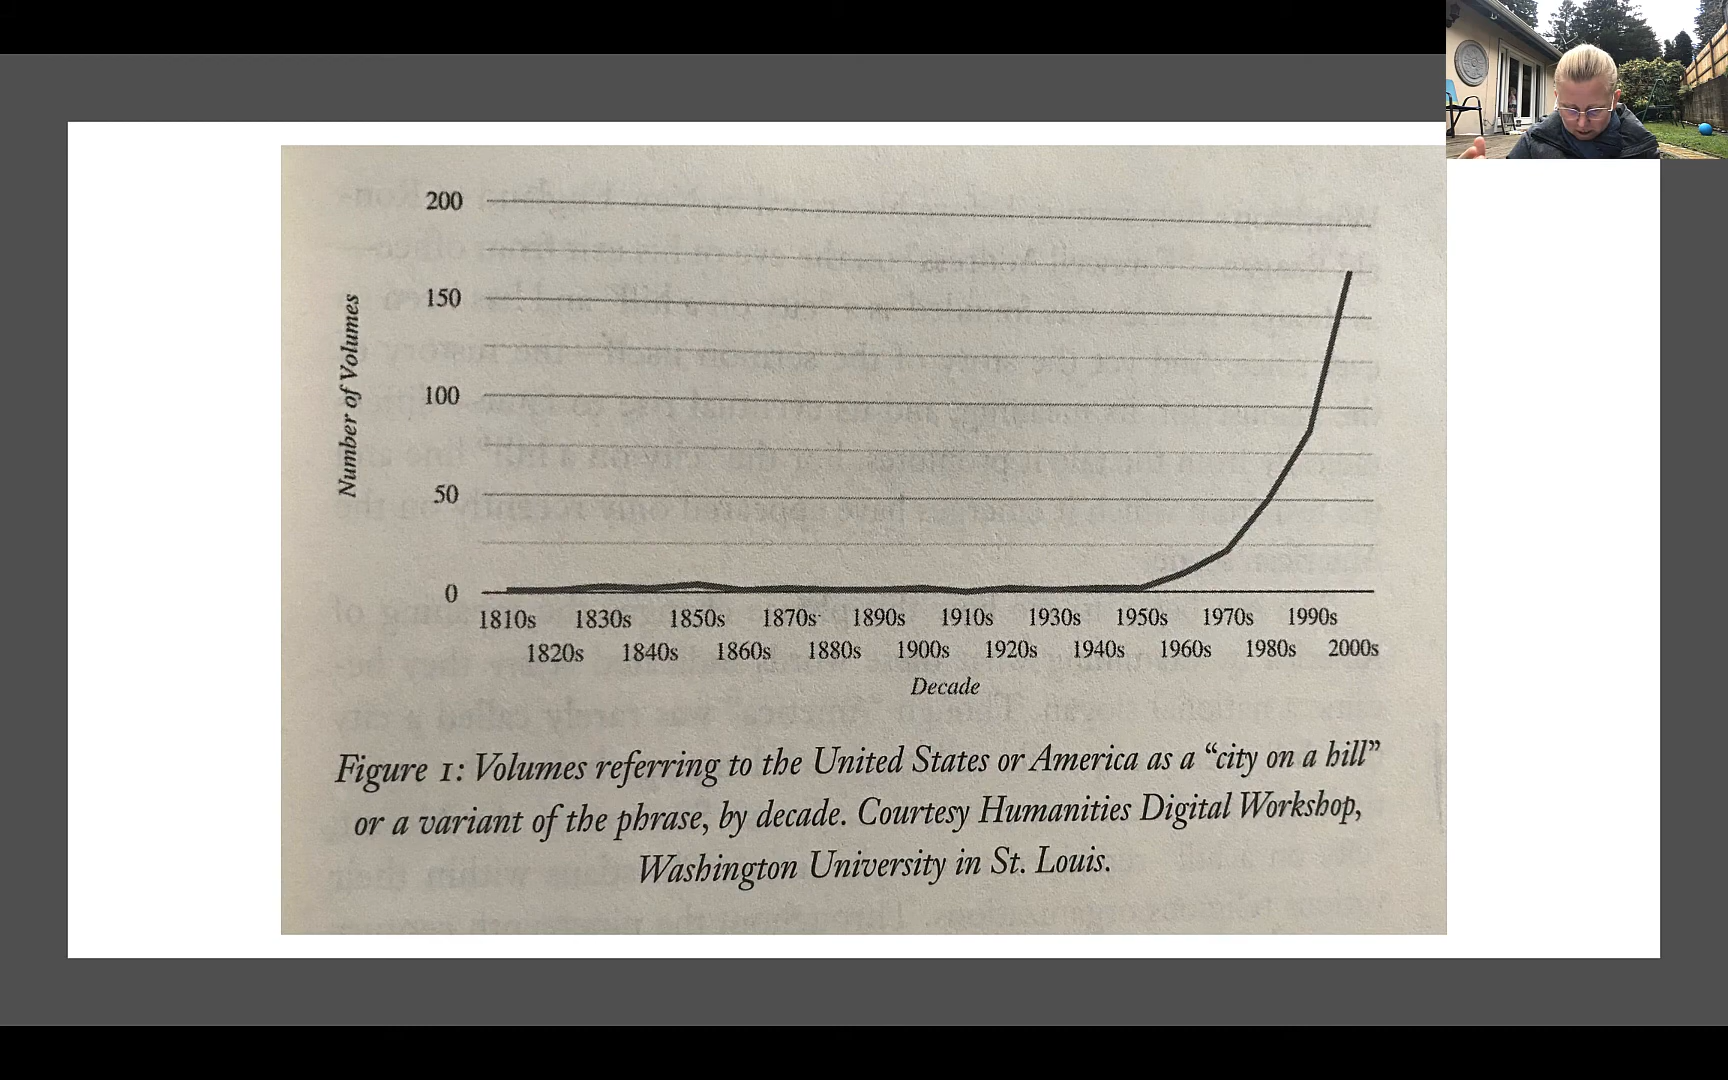 200
150
100
50
0
Number of Volumes
1810s 1830s 1850s 1870s 1890s 1910s 1930s 1950s 1970s 1990s
1820s 1840s 1860s 1880s 1900s 1920s 1940s 1960s 1980s 2000s
Decade
Figure 1: Volumes referring to the United States or America as a “city on a hill”
or a variant of the phrase, by decade. Courtesy Humanities Digital Workshop,
Washington University in St. Louis.